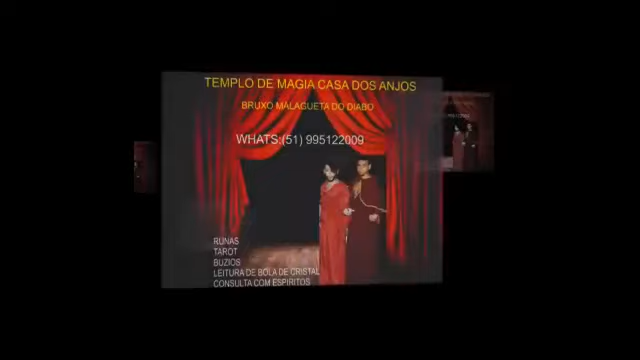 TEMPLO DE MAGIA CASA DOS ANJOS
BRUXO MALAGUETA DO DIABO
WHATS:(51) 995122009
RUNAS
TAROT
BUZIOS
LEITURA DE BOLA DE CRISTAL
CONSULTA COM ESPIRITOS